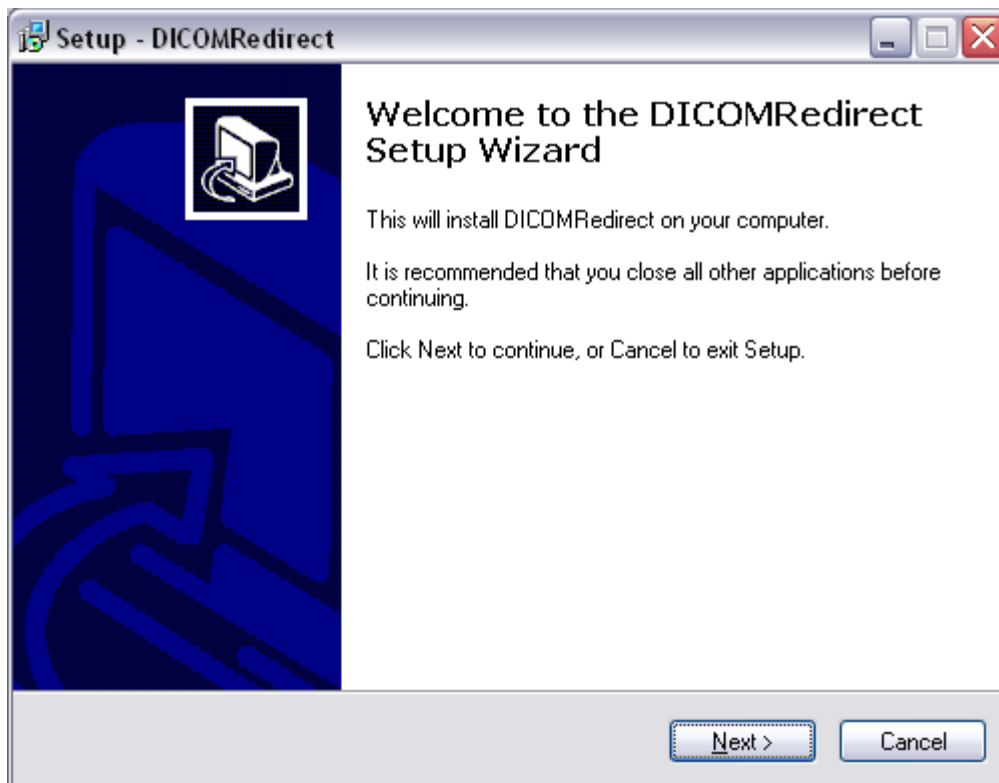 Setup - DICOMRedirect
Welcome to the DICOMRedirect
Setup Wizard
This will install DICOMRedirect on your computer.
It is recommended that you close all other applications before
continuing.
Click Next to continue, or Cancel to exit Setup.
Next >
Cancel